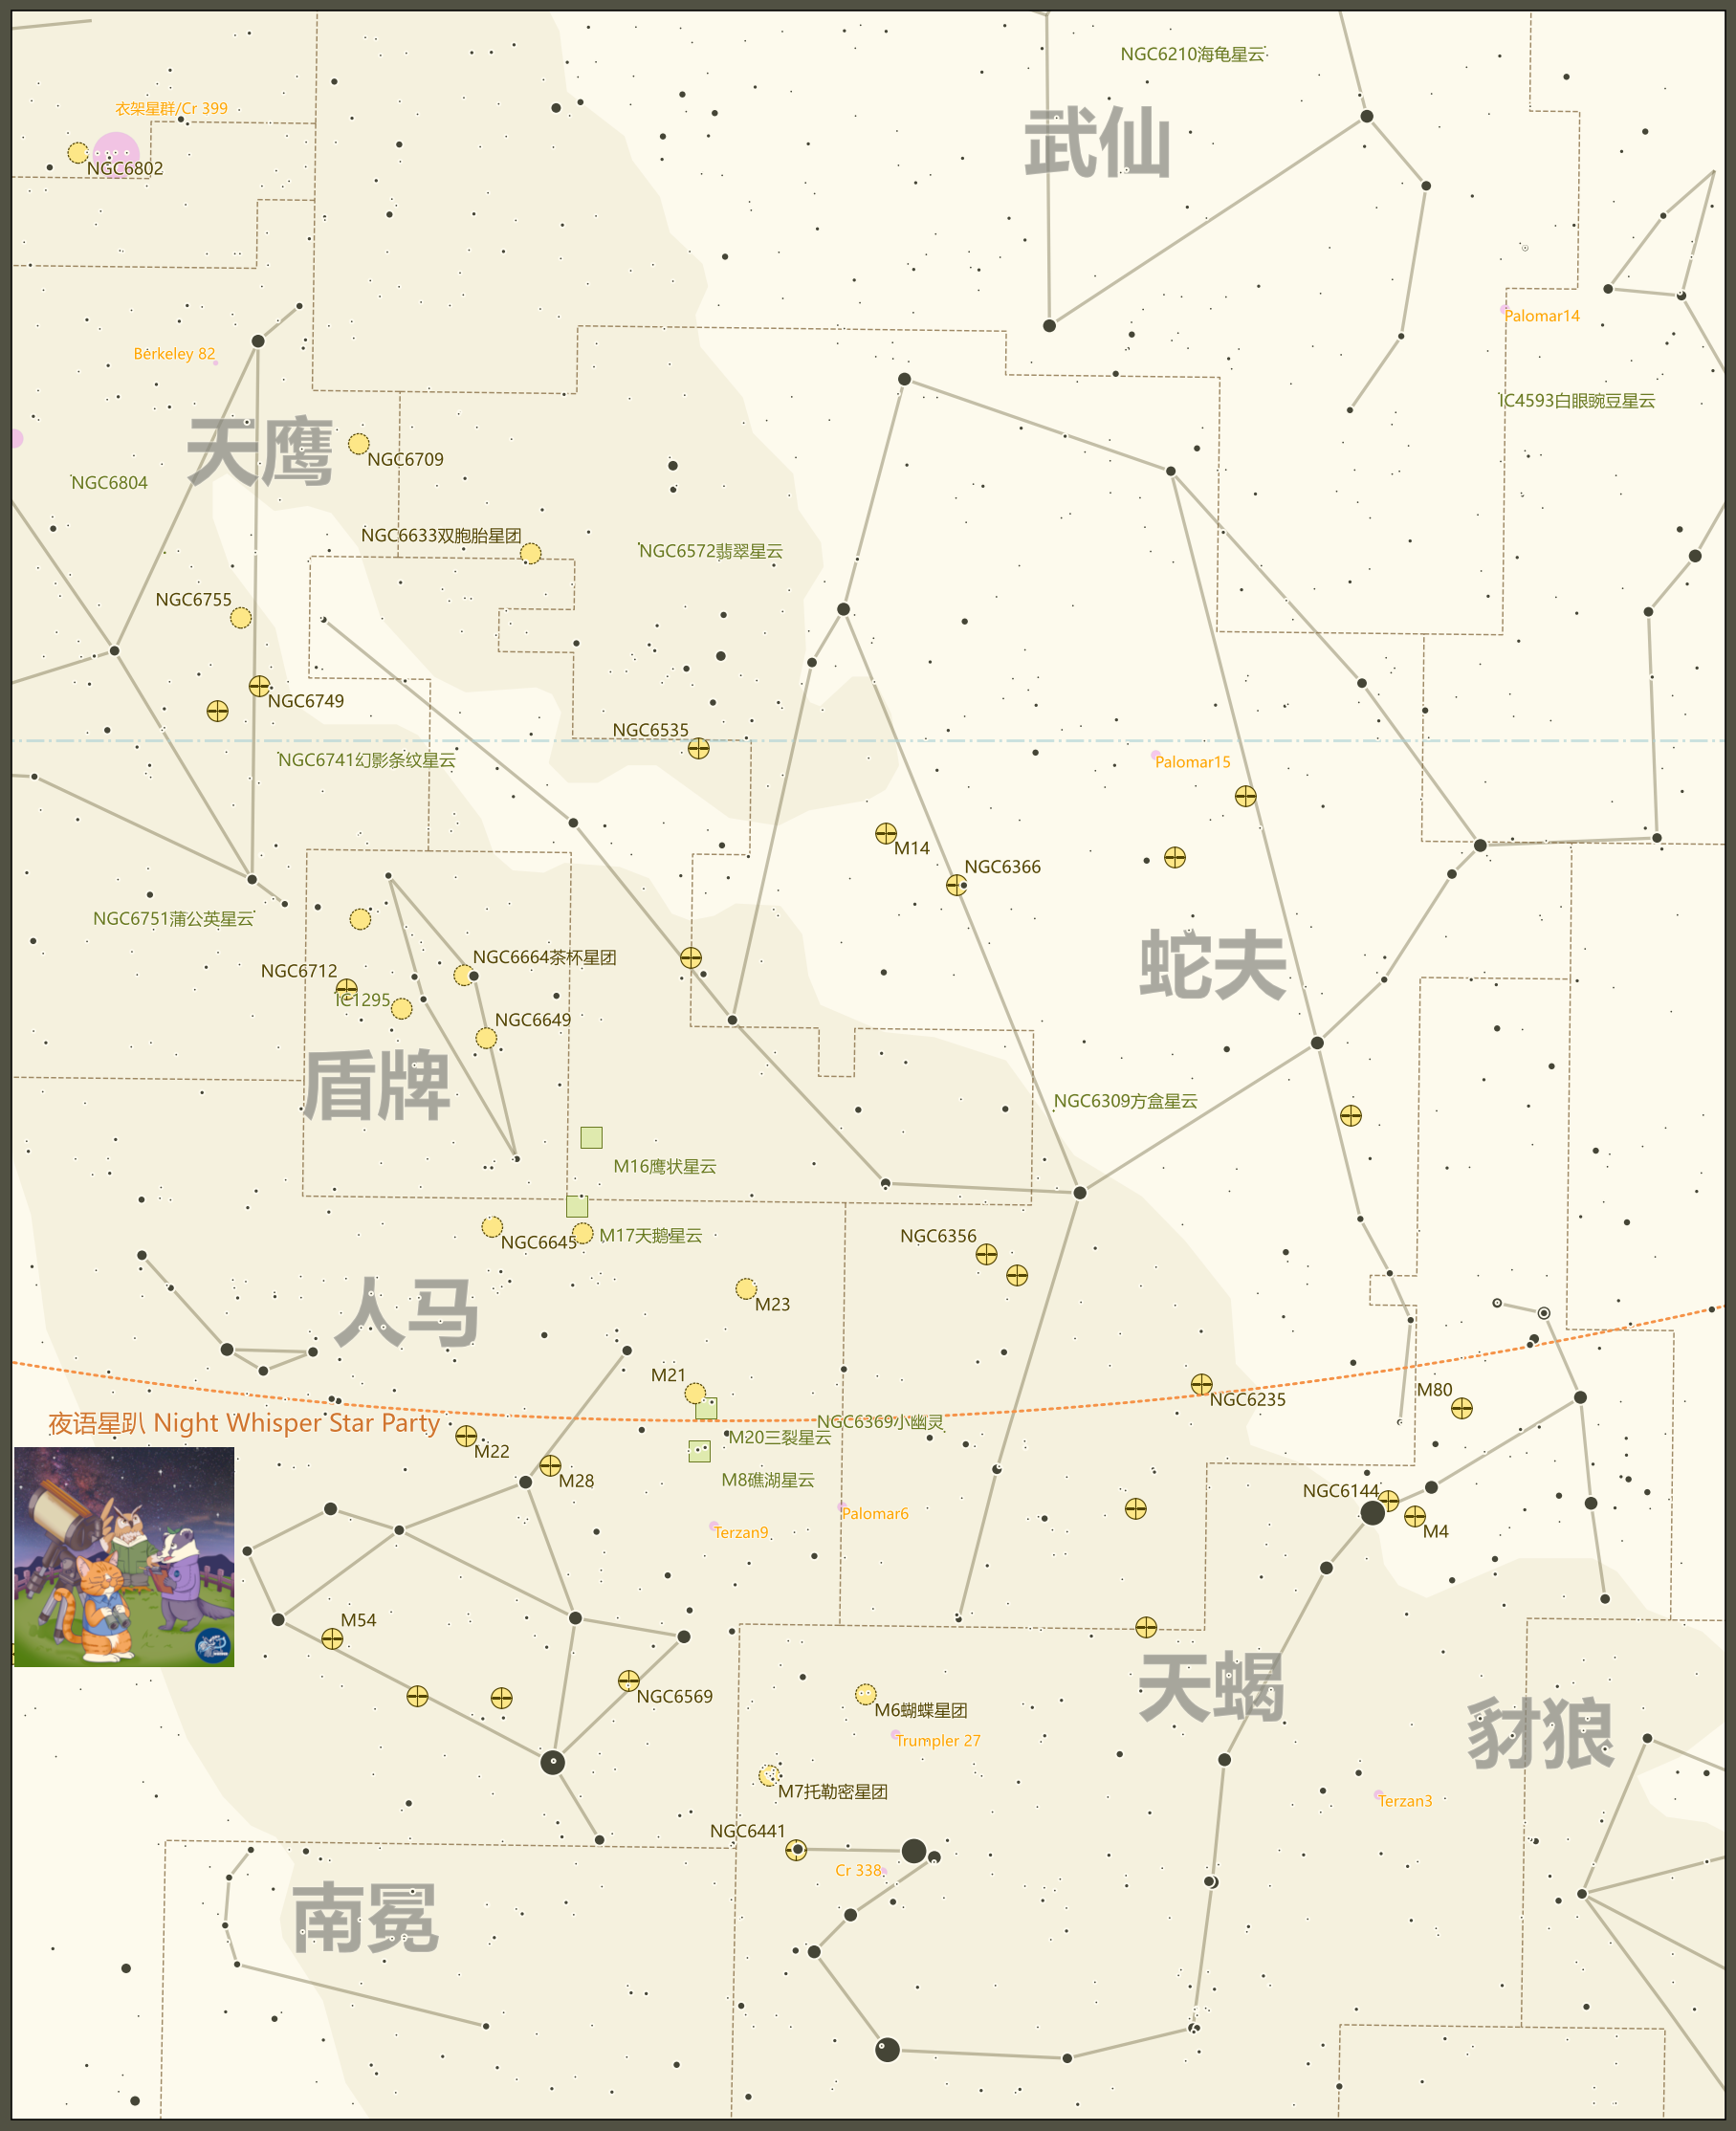 NGC6210海龟星云
衣架星群/Cr 399
武仙
NGC6802
Palomar14
Berkeley 82
IC4593白眼豌豆星云
天鹰
NGC6709
NGC6804
NGC6633双胞胎星团
NGC6572翡翠星云
NGC6755
NGC6749
NGC6535
NGC6741幻影条纹星云
Palomar15
M14
NGC6366
NGC6751蒲公英星云
NGC6664茶杯星团
蛇夫
NGC6712
IC1295
NGC6649
盾牌
NGC6309方盒星云
M16鹰状星云
M17天鹅星云
NGC6645
NGC6356
M23
人马
M21
M80
NGC6235
夜语星趴 Night Whisper Star Party
NGC6369小幽灵
M20三裂星云
M22
M28
M8礁湖星云
NGC6144
Palomar6
Terzan9
M4
M54
天蝎
NGC6569
M6蝴蝶星团
豺狼
Trumpler 27
M7托勒密星团
Terzan3
NGC6441
Cr 338
南冕